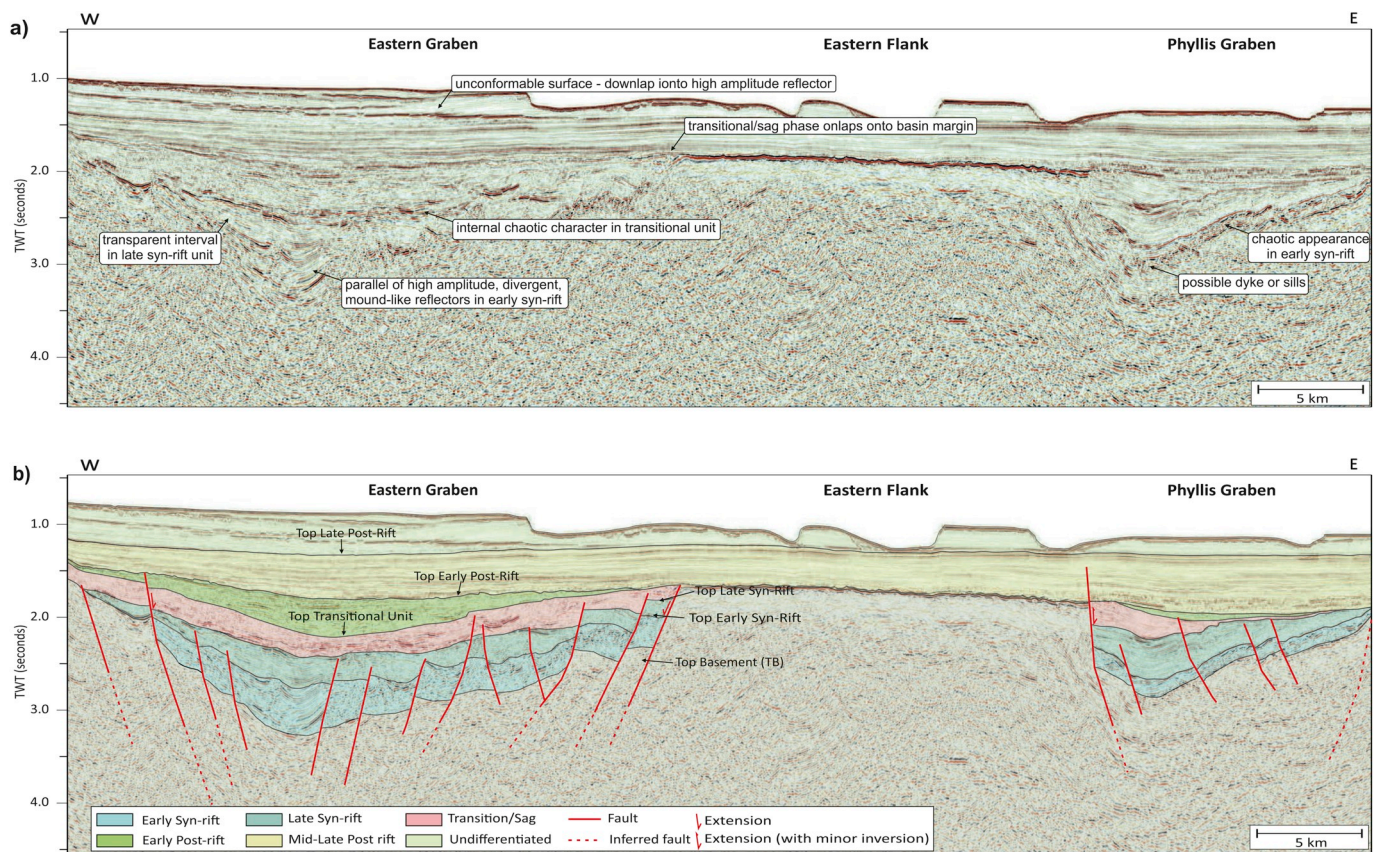 a)
W
E
Eastern Graben
Eastern Flank
Phyllis Graben
unconformable surface - downlap ionto high amplitude reflector
transitional/sag phase onlaps onto basin margin
internal chaotic character in transitional unit
transparent interval
in late syn-rift unit
parallel of high amplitude, divergent,
mound-like reflectors in early syn-rift
chaotic appearance
in early syn-rift
possible dyke or sills
TWT (seconds)
1.0
2.0
3.0
4.0
5 km
b)
W
E
Eastern Graben
Eastern Flank
Phyllis Graben
Top Late Post-Rift
Top Early Post-Rift
Top Transitional Unit
Top Late Syn-Rift
Top Early Syn-Rift
Top Basement (TB)
TWT (seconds)
1.0
2.0
3.0
4.0
Early Syn-rift
Late Syn-rift
Transition/Sag
Fault
Extension
Early Post-rift
Mid-Late Post rift
Undifferentiated
Inferred fault
Extension (with minor inversion)
5 km